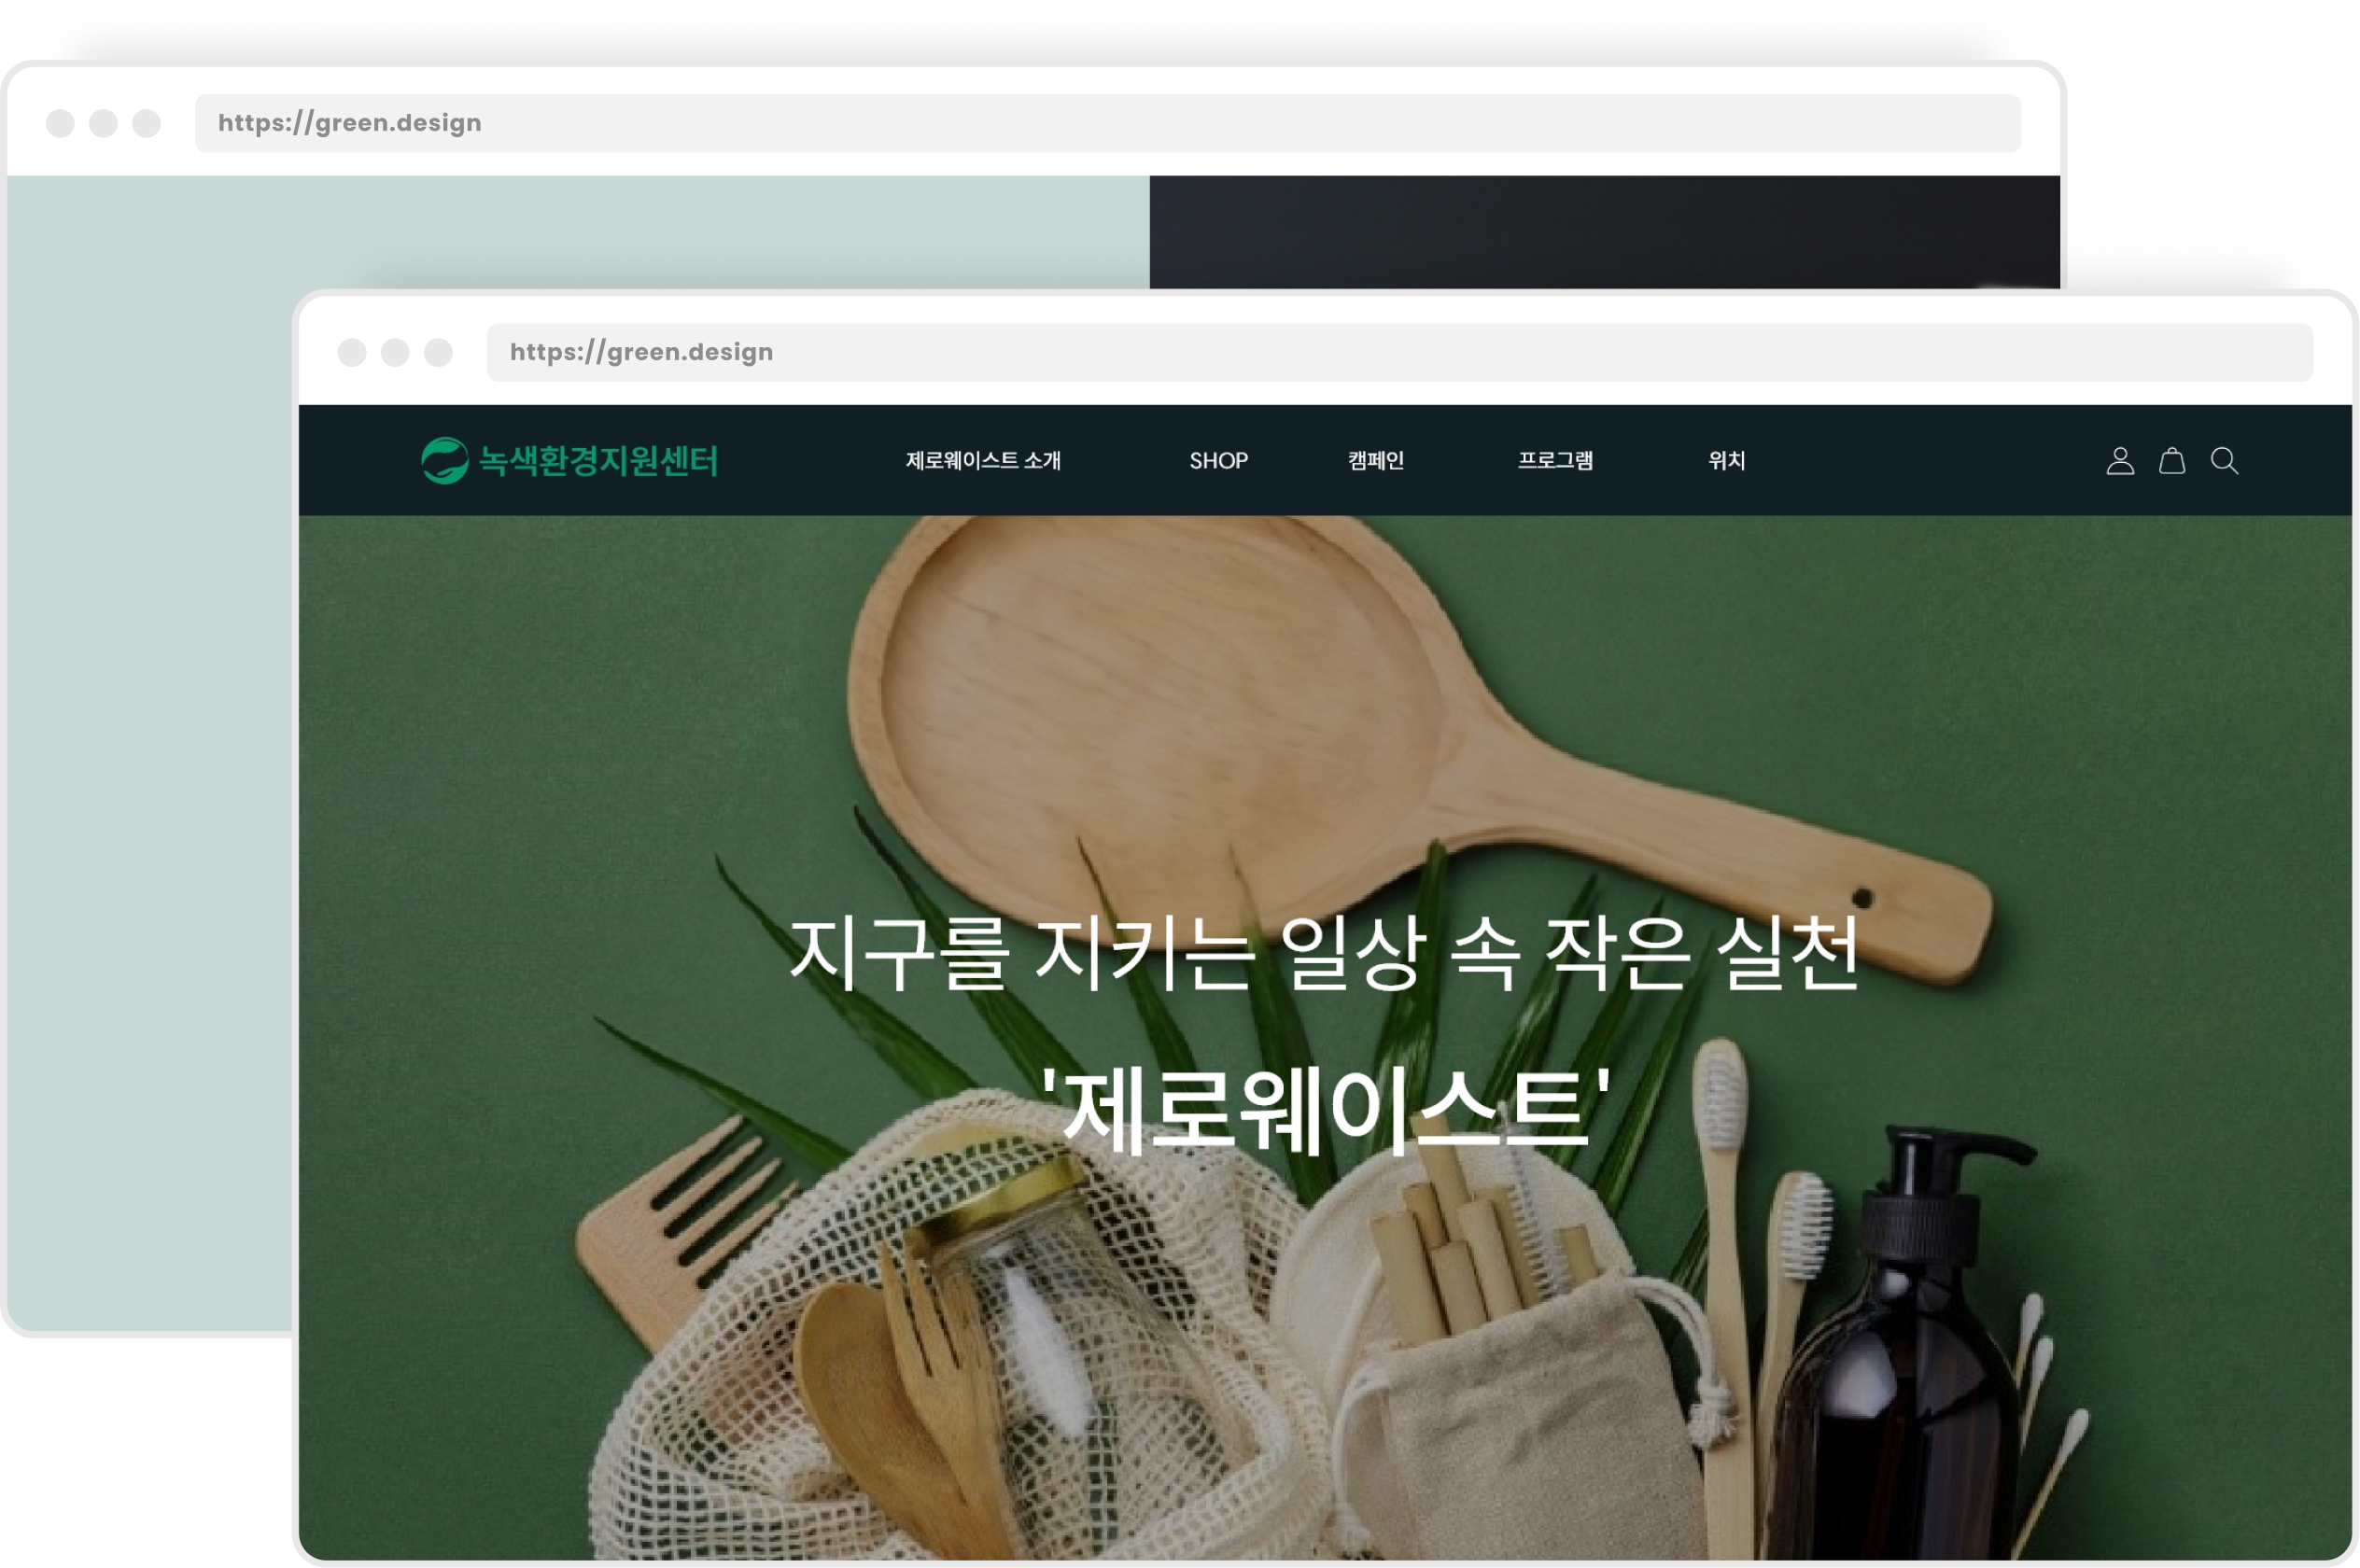 https://green.design
https://green.design
녹색환경지원센터
제로웨이스트 소개
SHOP
캠페인
프로그램
위치
지구를 지키는 일상 속 작은 실천
'제로웨이스트'